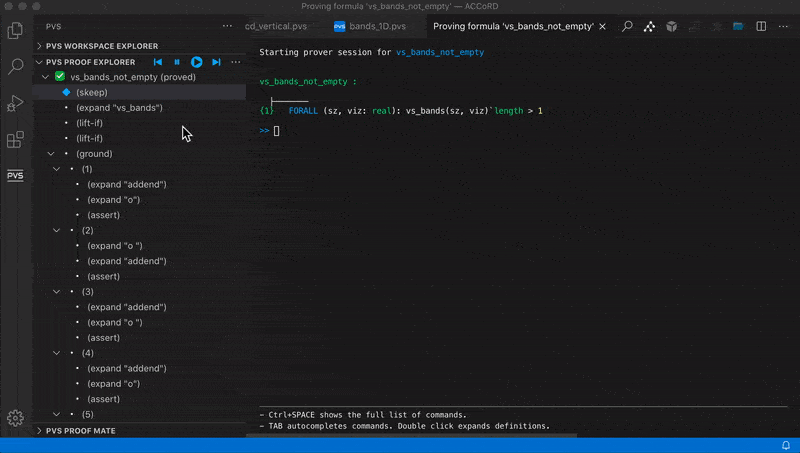 Proving formula 'vs_bands_not_empty' — ACCoRD
PVS
cd_vertical.pvs
PVS bands_1D.pvs
Proving formula 'vs_bands_not_empty'
PVS WORKSPACE EXPLORER
PVS PROOF EXPLORER
vs_bands_not_empty (proved)
(skeep)
(expand "vs_bands")
(lift-if)
(lift-if)
(ground)
(1)
(expand "addend")
(expand "o")
(assert)
(2)
(expand "o ")
(expand "addend")
(assert)
(3)
(expand "addend")
(expand "o ")
(assert)
(4)
(expand "addend")
(expand "o")
(assert)
(5)
PVS PROOF MATE
PVS
Starting prover session for vs_bands_not_empty
vs_bands_not_empty :
|-------
{1} FORALL (sz, viz: real): vs_bands(sz, viz)`length > 1
>>
- Ctrl+SPACE shows the full list of commands.
- TAB autocompletes commands. Double click expands definitions.